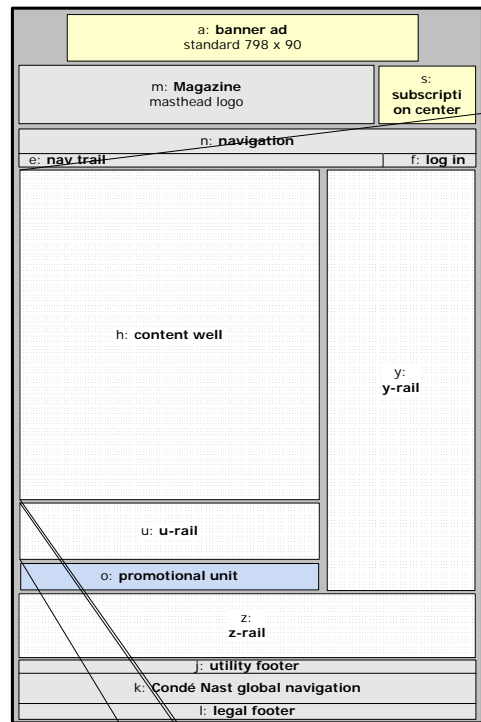 a: banner ad
standard 798 x 90
m: Magazine
masthead logo
s:
subscripti
on center
n: navigation
e: nav trail
f: log in
h: content well
y:
y-rail
u: u-rail
o: promotional unit
z:
z-rail
j: utility footer
k: Condé Nast global navigation
l: legal footer